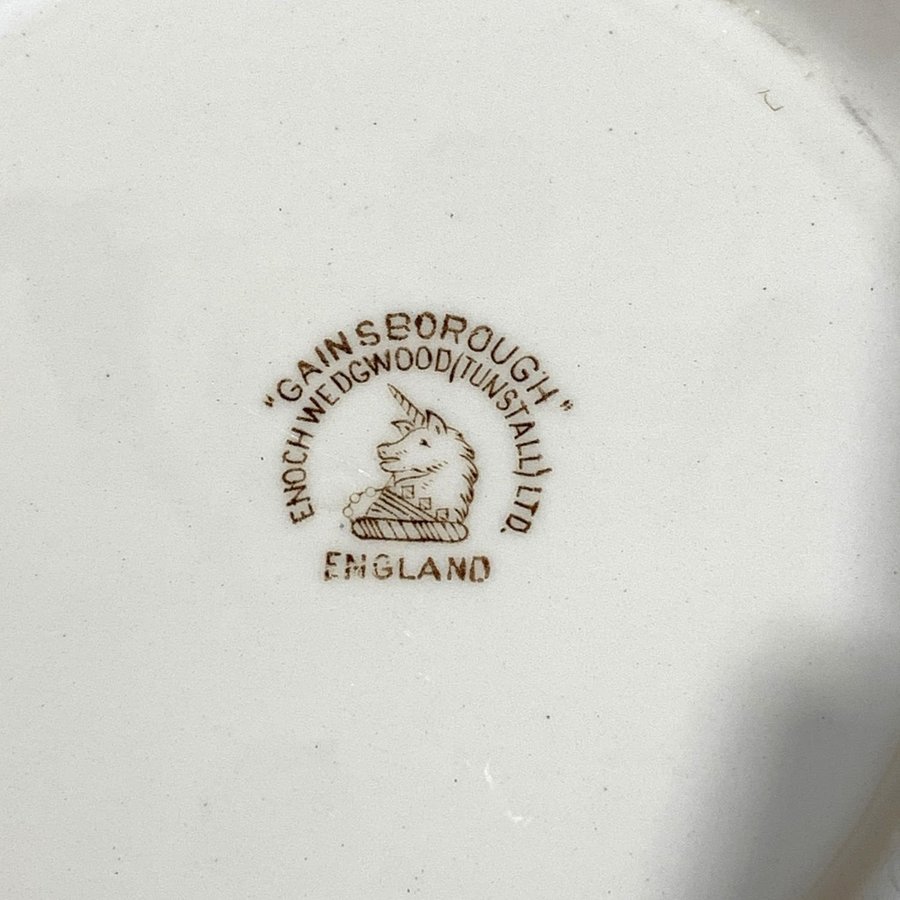 "GAINSBOROUGH"
ENOCH WEDGWOOD (TUNSTALL) LTD.
ENGLAND